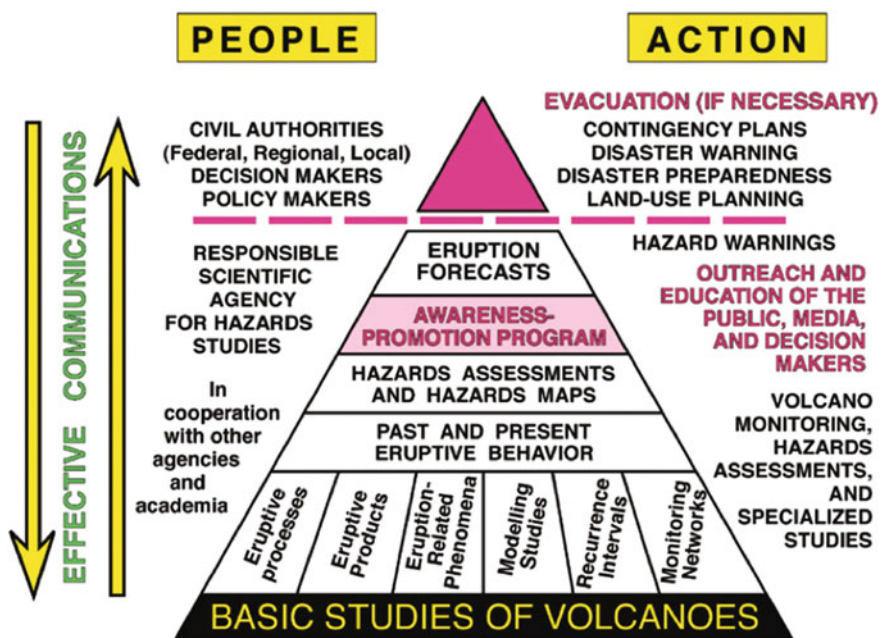 PEOPLE
ACTION
EFFECTIVE COMMUNICATIONS
CIVIL AUTHORITIES
(Federal, Regional, Local)
DECISION MAKERS
POLICY MAKERS
EVACUATION (IF NECESSARY)
CONTINGENCY PLANS
DISASTER WARNING
DISASTER PREPAREDNESS
LAND-USE PLANNING
RESPONSIBLE
SCIENTIFIC
AGENCY
FOR HAZARDS
STUDIES
In
cooperation
with other
agencies
and
academia
ERUPTION
FORECASTS
AWARENESS-
PROMOTION PROGRAM
HAZARDS ASSESSMENTS
AND HAZARDS MAPS
PAST AND PRESENT
ERUPTIVE BEHAVIOR
Eruptive
processes
Eruptive
Products
Eruption-
Related
Phenomena
Modelling
Studies
Recurrence
Intervals
Monitoring
Networks
HAZARD WARNINGS
OUTREACH AND
EDUCATION OF THE
PUBLIC, MEDIA,
AND DECISION
MAKERS
VOLCANO
MONITORING,
HAZARDS
ASSESSMENTS,
AND
SPECIALIZED
STUDIES
BASIC STUDIES OF VOLCANOES